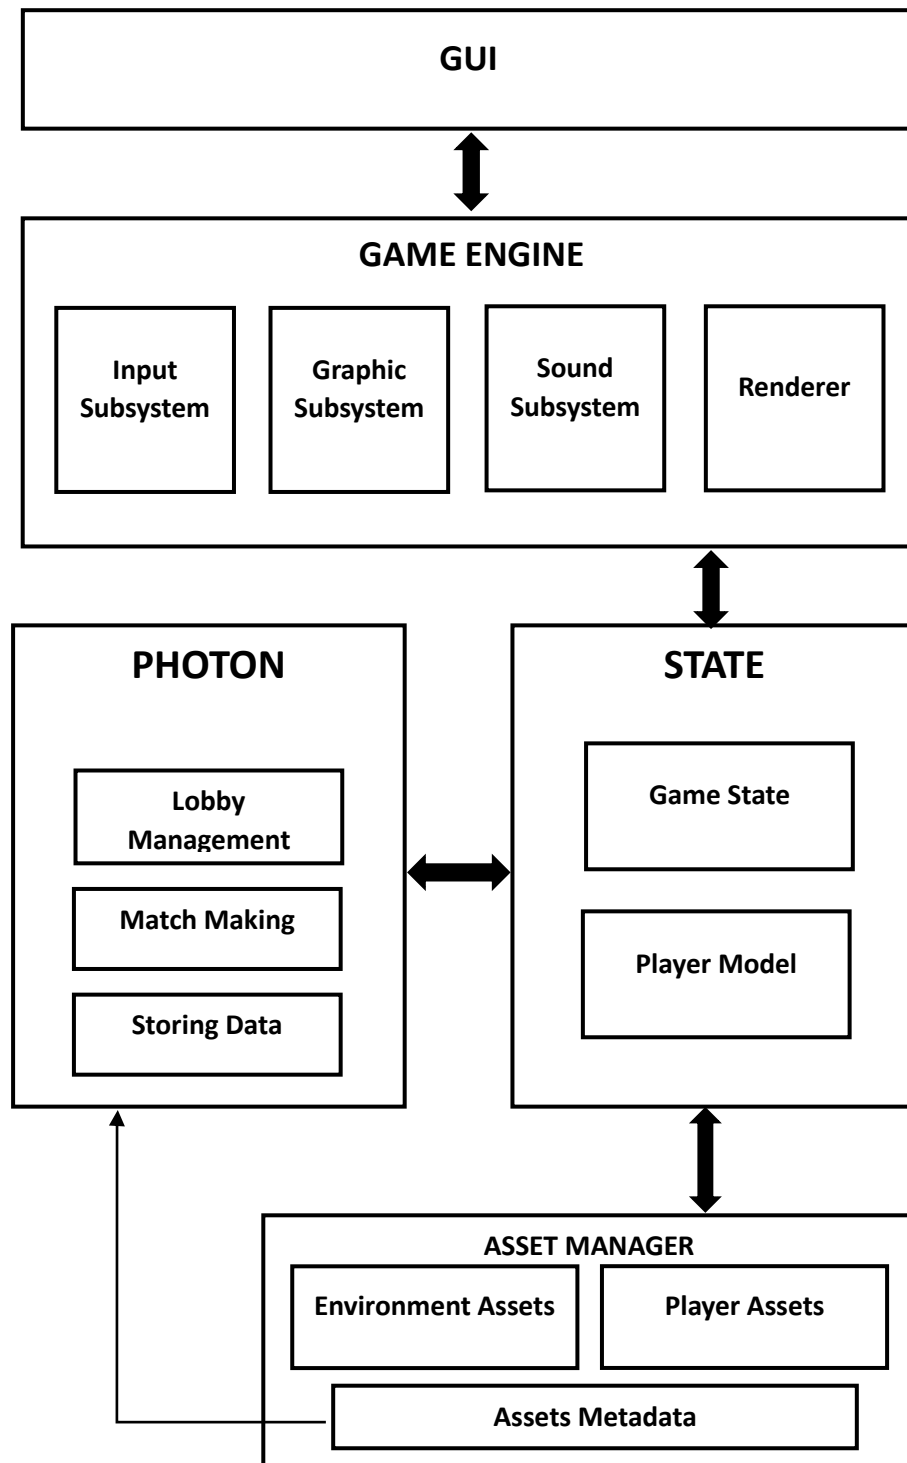 GUI
GAME ENGINE
Input
Subsystem
Graphic
Subsystem
Sound
Subsystem
Renderer
PHOTON
Lobby
Management
Match Making
Storing Data
STATE
Game State
Player Model
ASSET MANAGER
Environment Assets
Player Assets
Assets Metadata